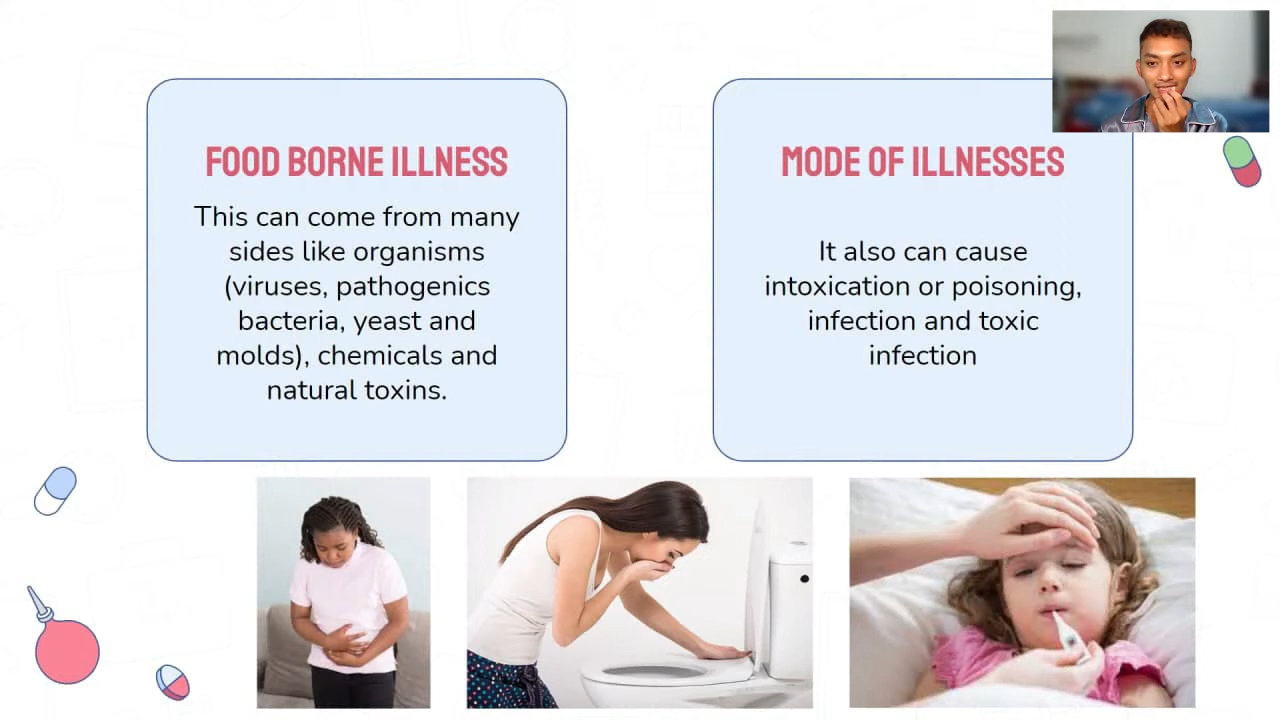 FOOD BORNE ILLNESS
This can come from many
sides like organisms
(viruses, pathogenics
bacteria, yeast and
molds), chemicals and
natural toxins.
MODE OF ILLNESSES
It also can cause
intoxication or poisoning,
infection and toxic
infection